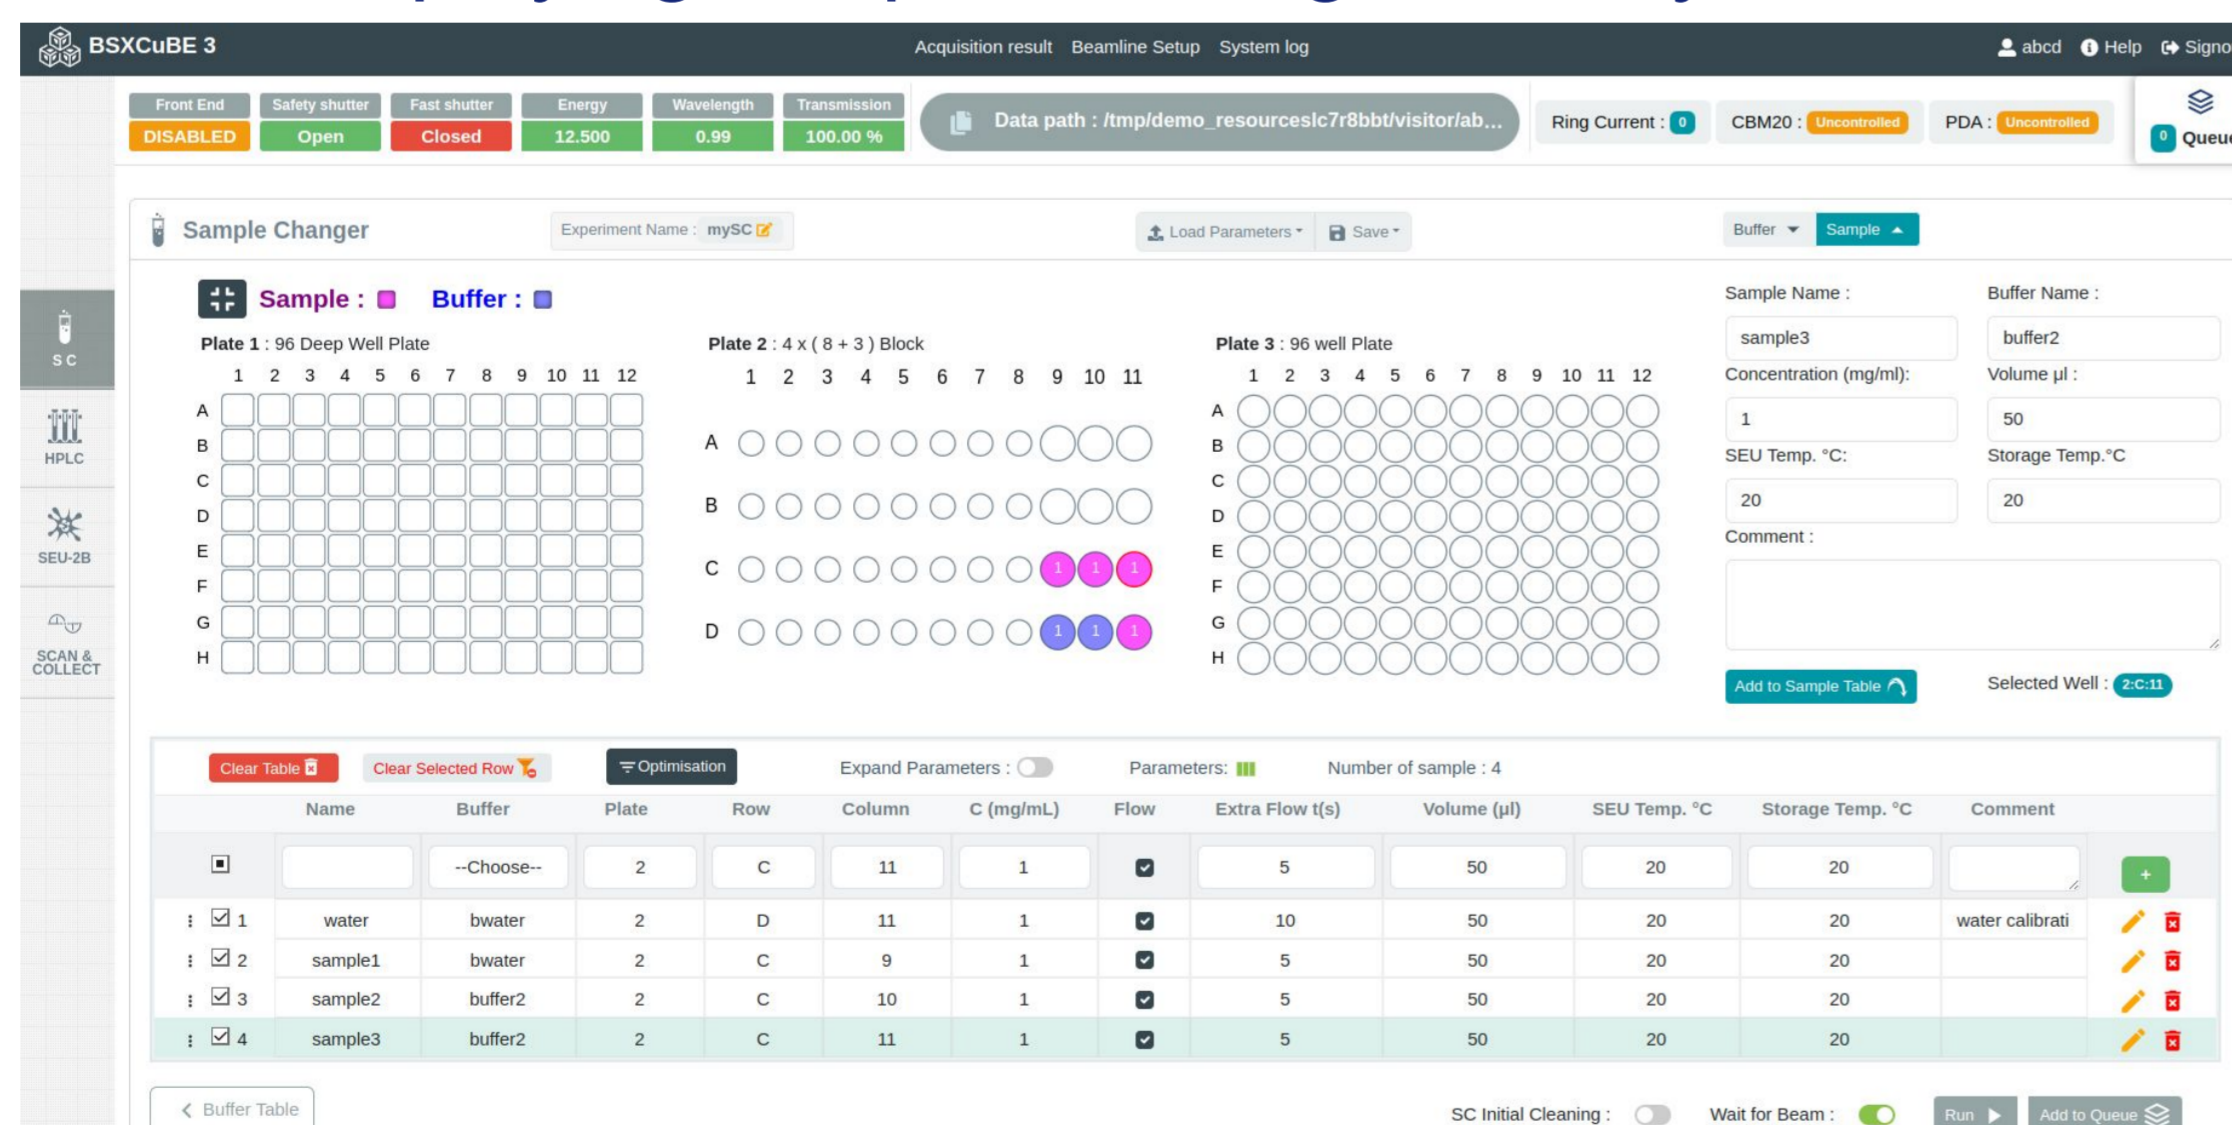 BSXCuBE 3 Acquisition result Beamline Setup System log abcd Help
Front End Safety shutter Fast shutter Energy Wavelength Transmission
DISABLED Open Closed 12.500 0.99 100.00 %
Data path : /tmp/demo_resourceslc7r8bbt/visitor/ab... Ring Current : 0 CBM20 : Uncontrolled PDA : Uncontrolled
0 Queue
Sample Changer Experiment Name : mySC Load Parameters Save Buffer Sample
Sample : Buffer :
Plate 1 : 96 Deep Well Plate
1 2 3 4 5 6 7 8 9 10 11 12
A
B
C
D
E
F
G
H
Plate 2 : 4 x ( 8 + 3 ) Block
1 2 3 4 5 6 7 8 9 10 11
A
B
C 1 1 1
D 1 1 1
Plate 3 : 96 well Plate
1 2 3 4 5 6 7 8 9 10 11 12
A
B
C
D
E
F
G
H
Sample Name : Buffer Name :
sample3 buffer2
Concentration (mg/ml): Volume µl :
1 50
SEU Temp. °C: Storage Temp.°C
20 20
Comment :
Add to Sample Table Selected Well : 2:C:11
S C
HPLC
SEU-2B
SCAN &
COLLECT
Clear Table Clear Selected Row Optimisation Expand Parameters : Parameters: Number of sample : 4
Name Buffer Plate Row Column C (mg/mL) Flow Extra Flow t(s) Volume (µl) SEU Temp. °C Storage Temp. °C Comment
--Choose-- 2 C 11 1 5 50 20 20 +
1 water bwater 2 D 11 1 10 50 20 20 water calibrati
2 sample1 bwater 2 C 9 1 5 50 20 20
3 sample2 buffer2 2 C 10 1 5 50 20 20
4 sample3 buffer2 2 C 11 1 5 50 20 20
Buffer Table SC Initial Cleaning : Wait for Beam : Run Add to Queue